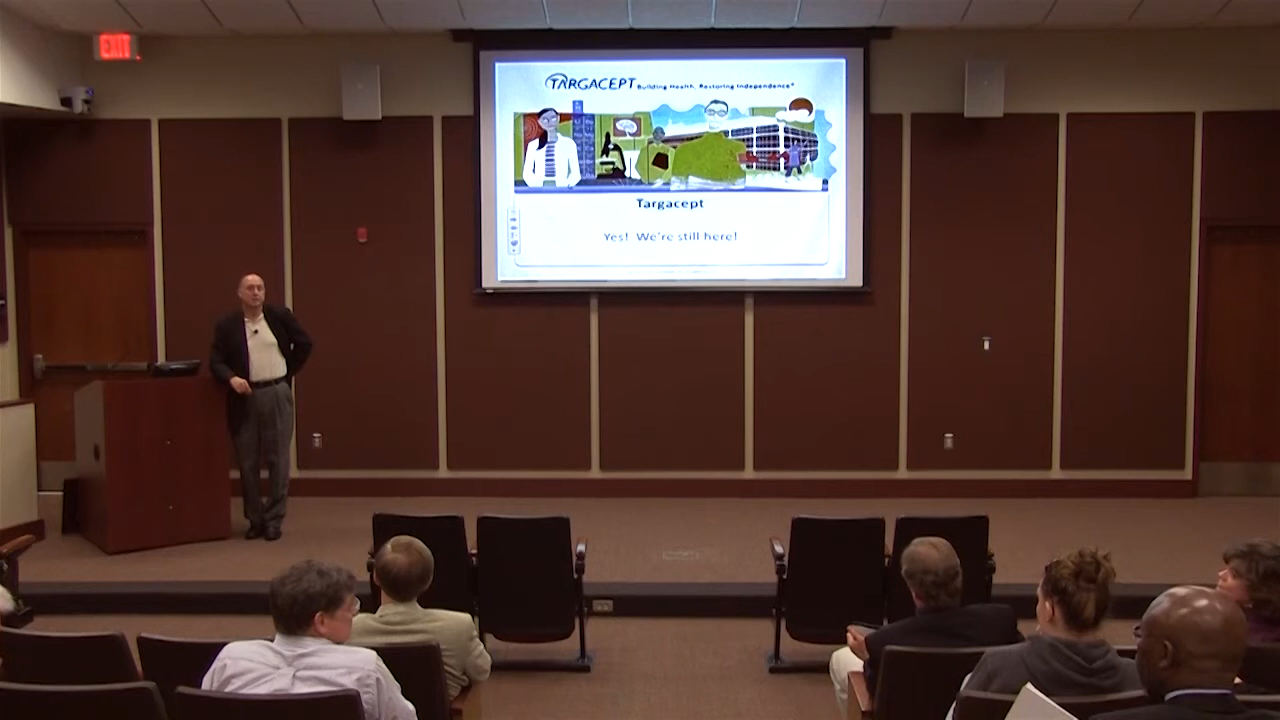 EXIT
TARGACEPT Building Health, Restoring Independence®
Targacept
Yes! We're still here!